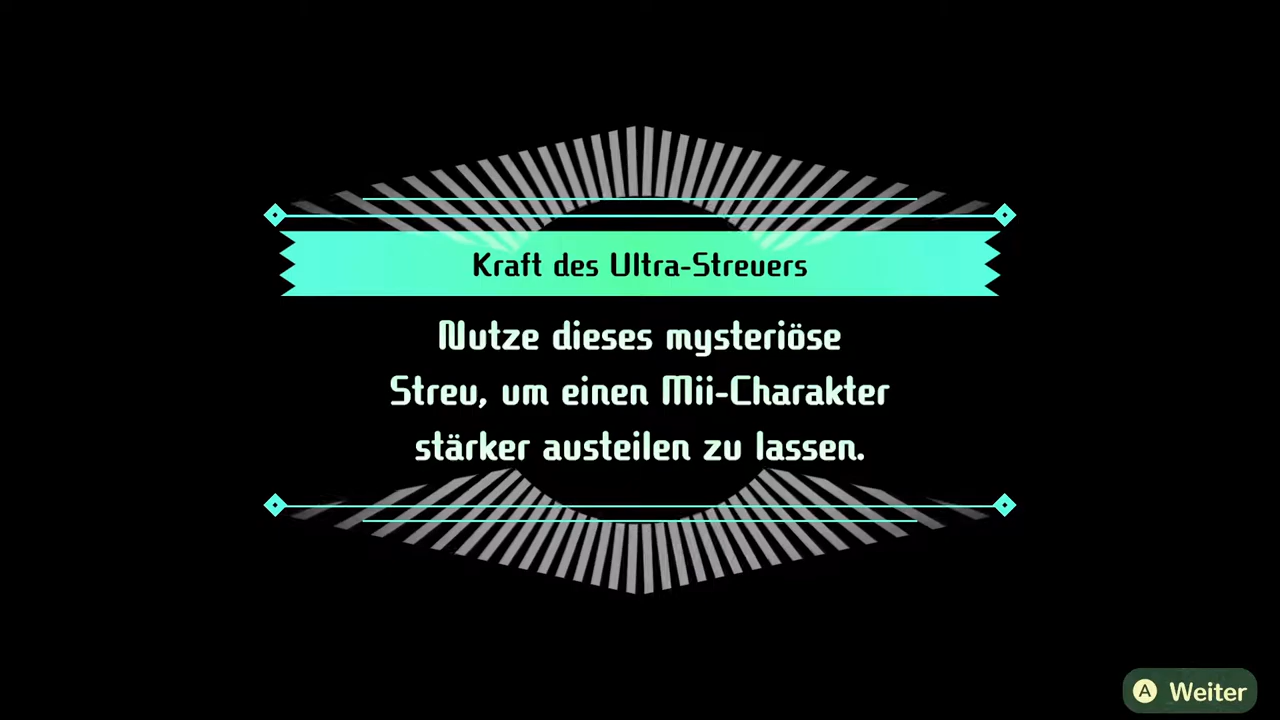 Kraft des Ultra-Streuers
Nutze dieses mysteriöse
Streu, um einen Mii-Charakter
stärker austeilen zu lassen.
A Weiter